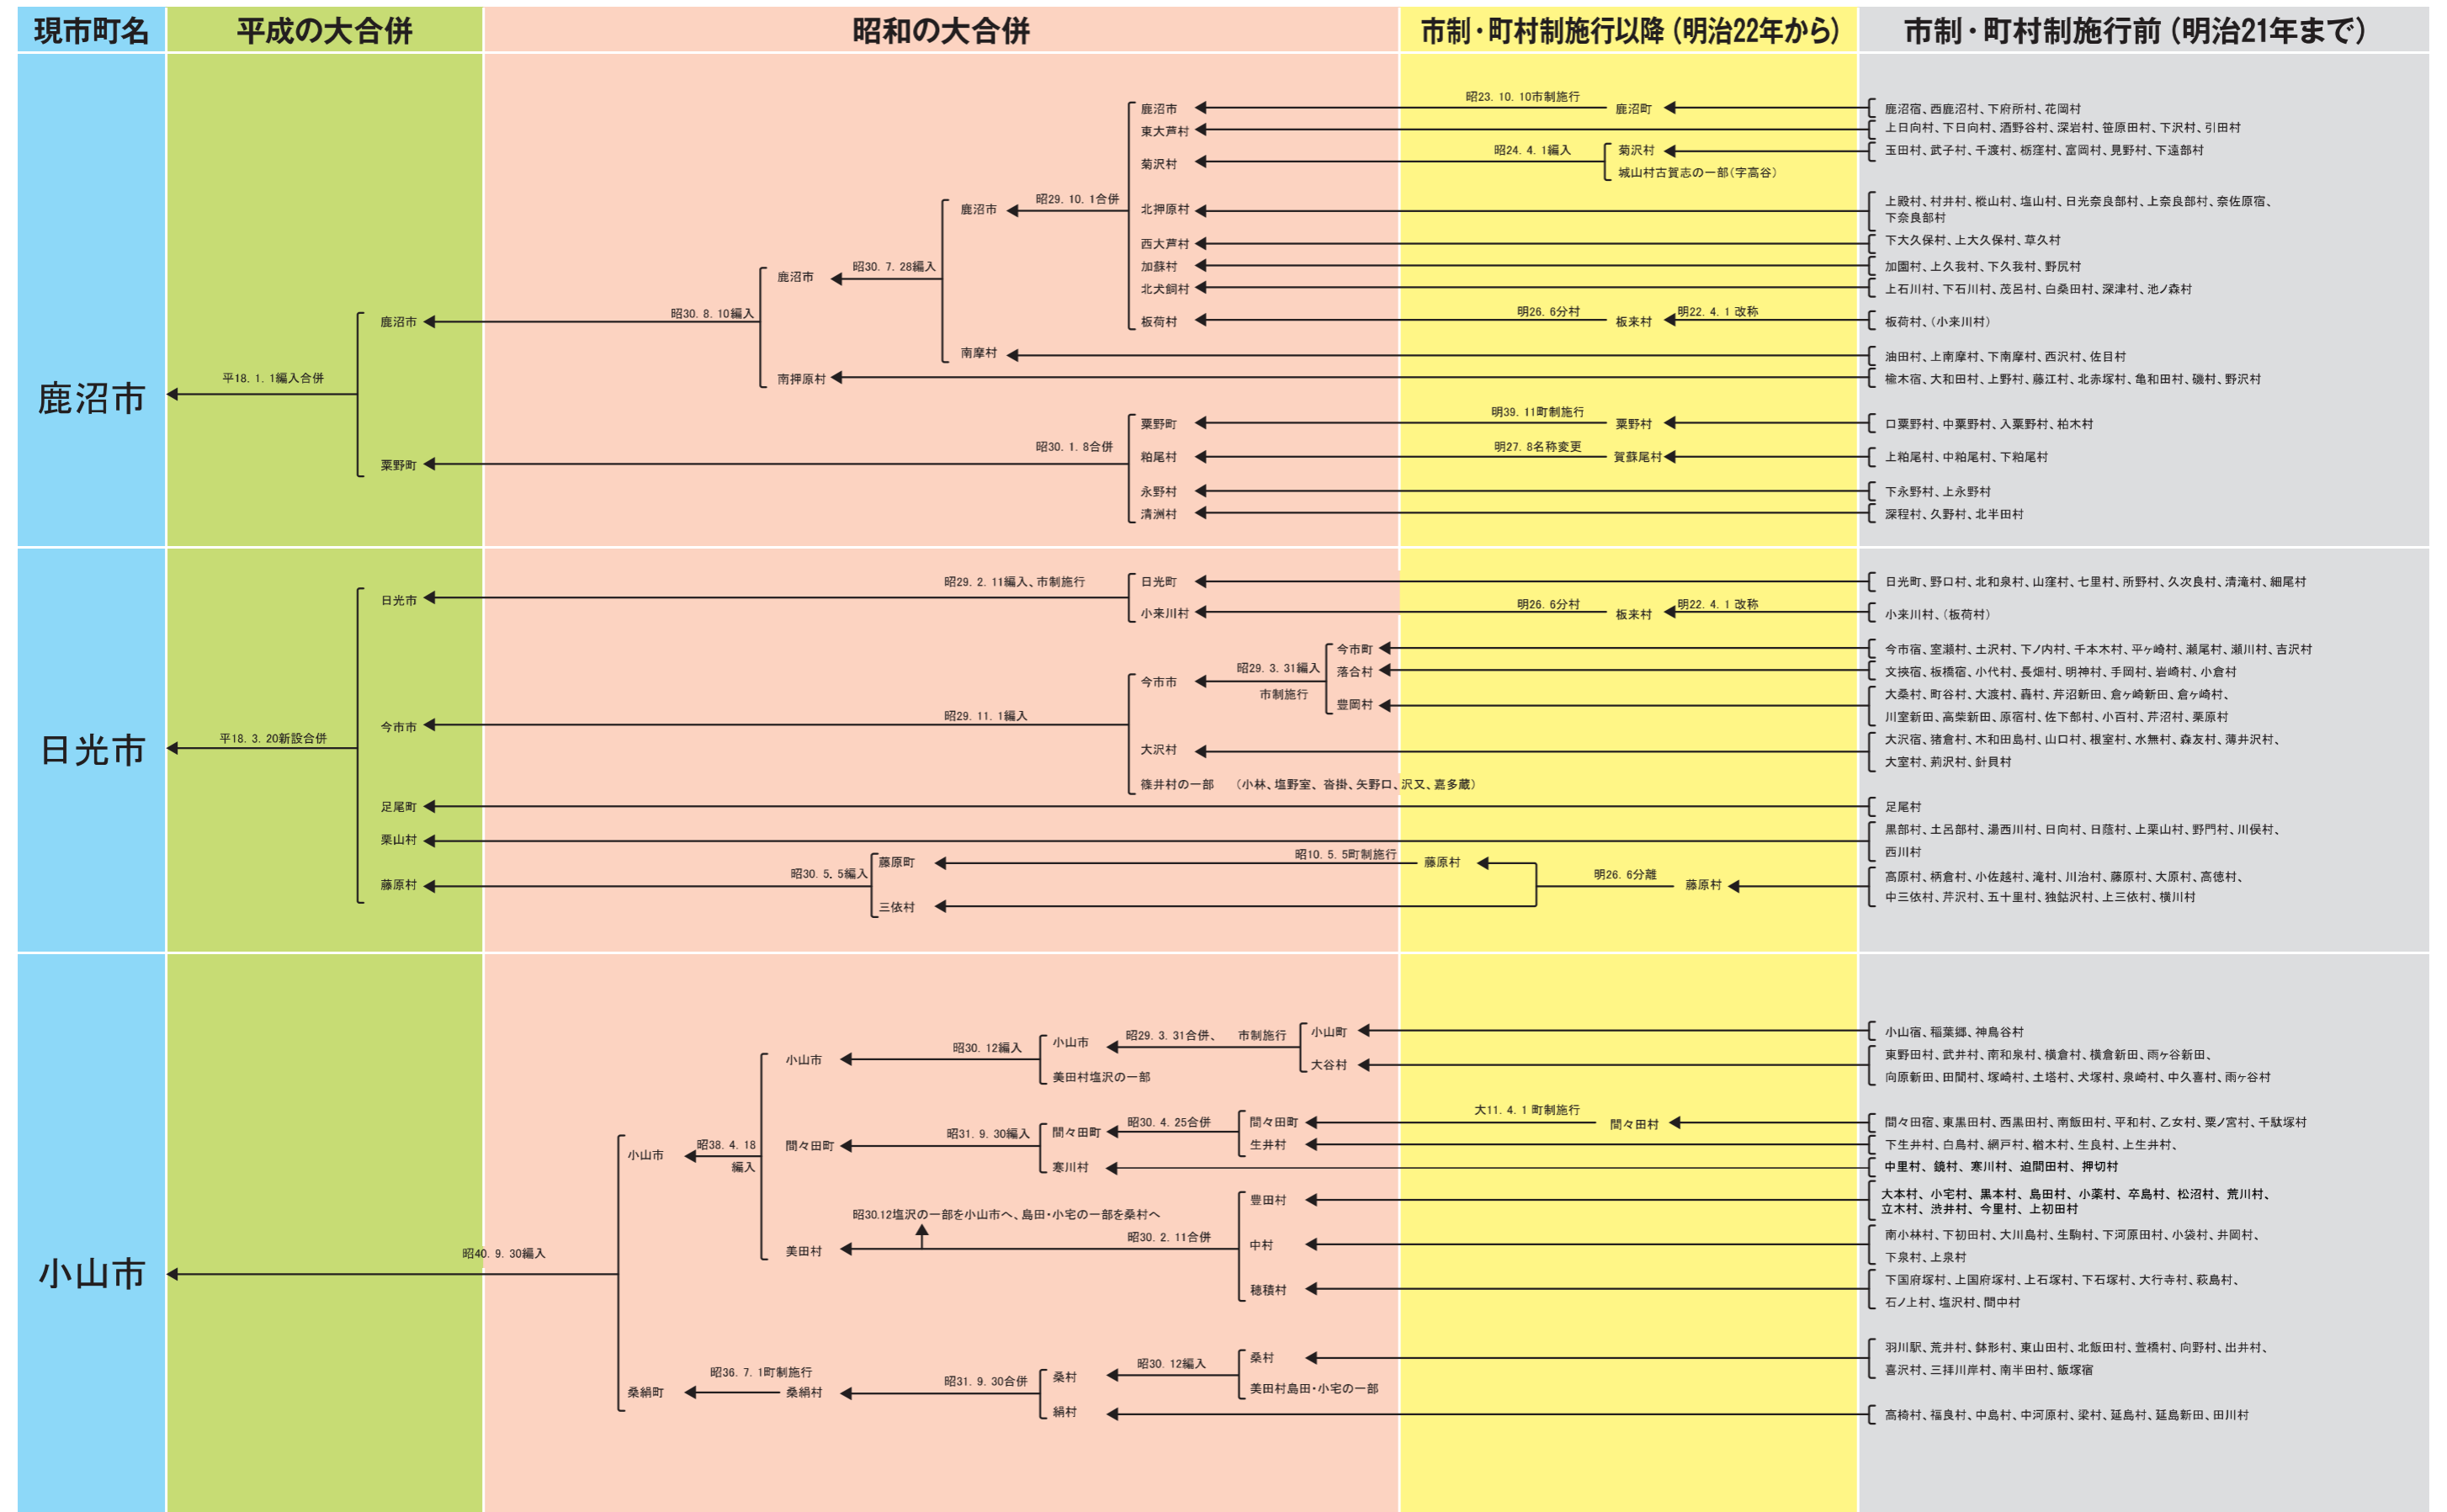 現市町名
平成の大合併
昭和の大合併
市制・町村制施行以降（明治22年から）
市制・町村制施行前（明治21年まで）
鹿沼市
平18. 1. 1編入合併
鹿沼市
昭30. 8. 10編入
鹿沼市
昭30. 7. 28編入
鹿沼市
昭29. 10. 1合併
鹿沼市
昭23. 10. 10市制施行
鹿沼町
鹿沼宿、西鹿沼村、下府所村、花岡村
東大芦村
上日向村、下日向村、酒野谷村、深岩村、笹原田村、下沢村、引田村
菊沢村
昭24. 4. 1編入
菊沢村
玉田村、武子村、千渡村、栃窪村、富岡村、見野村、下遠部村
城山村古賀志の一部（字高谷）
北押原村
上殿村、村井村、樅山村、塩山村、日光奈良部村、上奈良部村、奈佐原宿、
下奈良部村
西大芦村
下大久保村、上大久保村、草久村
加蘇村
加園村、上久我村、下久我村、野尻村
北犬飼村
上石川村、下石川村、茂呂村、白桑田村、深津村、池ノ森村
板荷村
明26. 6分村
板来村
明22. 4. 1 改称
板荷村、（小来川村）
南摩村
油田村、上南摩村、下南摩村、西沢村、佐目村
南押原村
楡木宿、大和田村、上野村、藤江村、北赤塚村、亀和田村、磯村、野沢村
粟野町
昭30. 1. 8合併
粟野町
明39. 11町制施行
粟野村
口粟野村、中粟野村、入粟野村、柏木村
粕尾村
明27. 8名称変更
賀蘇尾村
上粕尾村、中粕尾村、下粕尾村
永野村
下永野村、上永野村
清洲村
深程村、久野村、北半田村
日光市
平18. 3. 20新設合併
日光市
昭29. 2. 11編入、市制施行
日光町
日光町、野口村、北和泉村、山窪村、七里村、所野村、久次良村、清滝村、細尾村
小来川村
明26. 6分村
板来村
明22. 4. 1 改称
小来川村、（板荷村）
今市市
昭29. 11. 1編入
今市市
昭29. 3. 31編入
市制施行
今市町
今市宿、室瀬村、土沢村、下ノ内村、千本木村、平ヶ崎村、瀬尾村、瀬川村、吉沢村
落合村
文挾宿、板橋宿、小代村、長畑村、明神村、手岡村、岩崎村、小倉村
豊岡村
大桑村、町谷村、大渡村、轟村、芹沼新田、倉ヶ崎新田、倉ヶ崎村、
川室新田、高柴新田、原宿村、佐下部村、小百村、芹沼村、栗原村
大沢村
大沢宿、猪倉村、木和田島村、山口村、根室村、水無村、森友村、薄井沢村、
大室村、荊沢村、針貝村
篠井村の一部　（小林、塩野室、沓掛、矢野口、沢又、嘉多蔵）
足尾町
足尾村
栗山村
黒部村、土呂部村、湯西川村、日向村、日蔭村、上栗山村、野門村、川俣村、
西川村
藤原村
昭30. 5. 5編入
藤原町
昭10. 5. 5町制施行
藤原村
明26. 6分離
藤原村
高原村、柄倉村、小佐越村、滝村、川治村、藤原村、大原村、高徳村、
中三依村、芹沢村、五十里村、独鈷沢村、上三依村、横川村
三依村
小山市
昭40. 9. 30編入
小山市
昭38. 4. 18
編入
小山市
昭30. 12編入
小山市
昭29. 3. 31合併、　市制施行
小山町
小山宿、稲葉郷、神鳥谷村
大谷村
東野田村、武井村、南和泉村、横倉村、横倉新田、雨ヶ谷新田、
向原新田、田間村、塚崎村、土塔村、犬塚村、泉崎村、中久喜村、雨ヶ谷村
美田村塩沢の一部
間々田町
昭31. 9. 30編入
間々田町
昭30. 4. 25合併
間々田町
大11. 4. 1 町制施行
間々田村
間々田宿、東黒田村、西黒田村、南飯田村、平和村、乙女村、粟ノ宮村、千駄塚村
生井村
下生井村、白鳥村、網戸村、楢木村、生良村、上生井村、
寒川村
中里村、鏡村、寒川村、迫間田村、押切村
美田村
昭30.12塩沢の一部を小山市へ、島田・小宅の一部を桑村へ
昭30. 2. 11合併
豊田村
大本村、小宅村、黒本村、島田村、小薬村、卒島村、松沼村、荒川村、
立木村、渋井村、今里村、上初田村
中村
南小林村、下初田村、大川島村、生駒村、下河原田村、小袋村、井岡村、
下泉村、上泉村
穂積村
下国府塚村、上国府塚村、上石塚村、下石塚村、大行寺村、萩島村、
石ノ上村、塩沢村、間中村
桑絹町
昭36. 7. 1町制施行
桑絹村
昭31. 9. 30合併
桑村
昭30. 12編入
桑村
羽川駅、荒井村、鉢形村、東山田村、北飯田村、萱橋村、向野村、出井村、
喜沢村、三拝川岸村、南半田村、飯塚宿
美田村島田・小宅の一部
絹村
高椅村、福良村、中島村、中河原村、梁村、延島村、延島新田、田川村